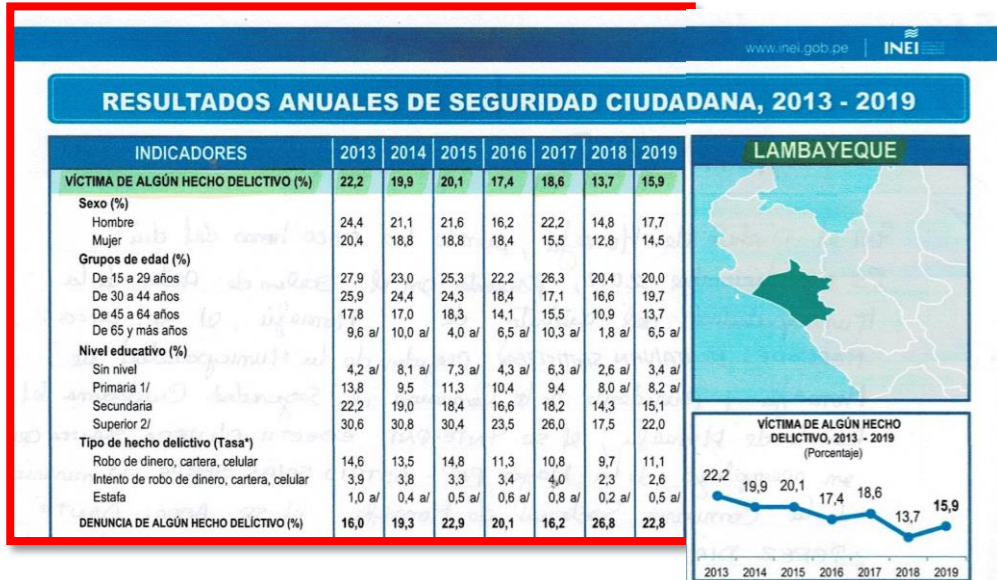 www.inei.gob.pe INEI
RESULTADOS ANUALES DE SEGURIDAD CIUDADANA, 2013 - 2019
INDICADORES 2013 2014 2015 2016 2017 2018 2019
VÍCTIMA DE ALGÚN HECHO DELICTIVO (%) 22,2 19,9 20,1 17,4 18,6 13,7 15,9
Sexo (%)
Hombre 24,4 21,1 21,6 16,2 22,2 14,8 17,7
Mujer 20,4 18,8 18,8 18,4 15,5 12,8 14,5
Grupos de edad (%)
De 15 a 29 años 27,9 23,0 25,3 22,2 26,3 20,4 20,0
De 30 a 44 años 25,9 24,4 24,3 18,4 17,1 16,6 19,7
De 45 a 64 años 17,8 17,0 18,3 14,1 15,5 10,9 13,7
De 65 y más años 9,6 a/ 10,0 a/ 4,0 a/ 6,5 a/ 10,3 a/ 1,8 a/ 6,5 a/
Nivel educativo (%)
Sin nivel 4,2 a/ 8,1 a/ 7,3 a/ 4,3 a/ 6,3 a/ 2,6 a/ 3,4 a/
Primaria 1/ 13,8 9,5 11,3 10,4 9,4 8,0 a/ 8,2 a/
Secundaria 22,2 19,0 18,4 16,6 18,2 14,3 15,1
Superior 2/ 30,6 30,8 30,4 23,5 26,0 17,5 22,0
Tipo de hecho delictivo (Tasa*)
Robo de dinero, cartera, celular 14,6 13,5 14,8 11,3 10,8 9,7 11,1
Intento de robo de dinero, cartera, celular 3,9 3,8 3,3 3,4 4,0 2,3 2,6
Estafa 1,0 a/ 0,4 a/ 0,5 a/ 0,6 a/ 0,8 a/ 0,2 a/ 0,5 a/
DENUNCIA DE ALGÚN HECHO DELICTIVO (%) 16,0 19,3 22,9 20,1 16,2 26,8 22,8
LAMBAYEQUE
VÍCTIMA DE ALGÚN HECHO
DELICTIVO, 2013 - 2019
(Porcentaje)
22,2 19,9 20,1 17,4 18,6 13,7 15,9
2013 2014 2015 2016 2017 2018 2019